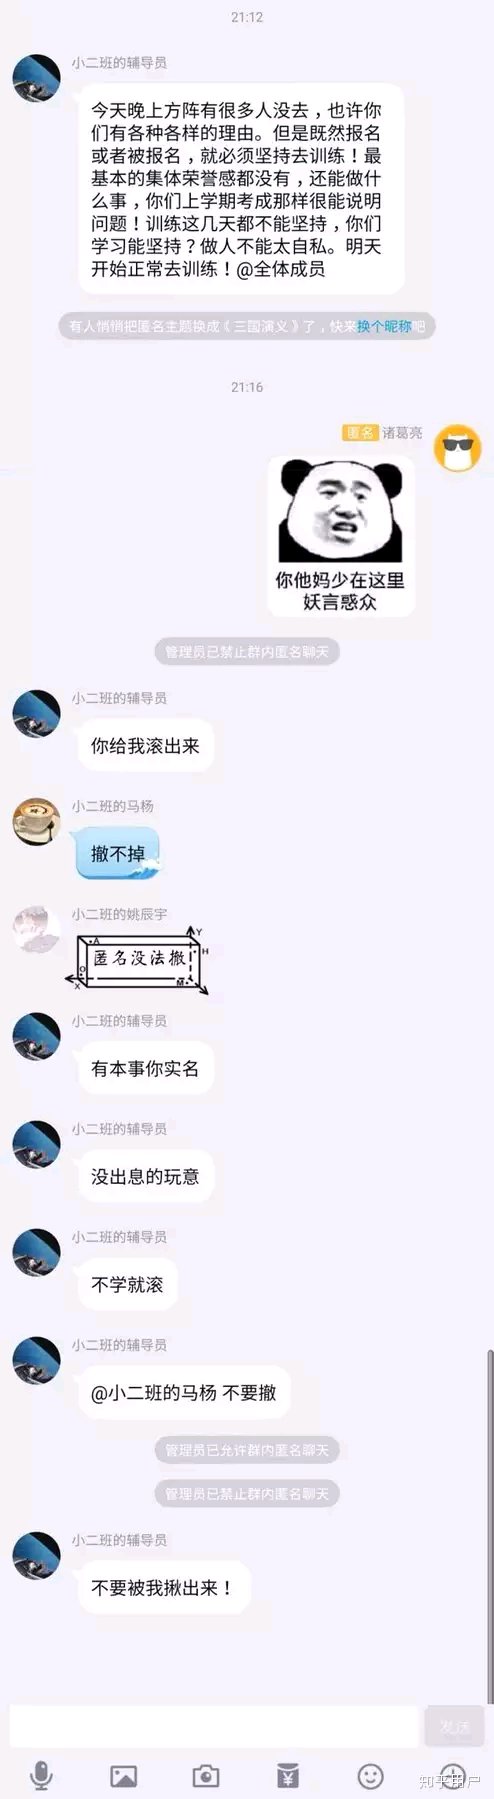 21:12
小二班的辅导员
今天晚上方阵有很多人没去，也许你
们有各种各样的理由。但是既然报名
或者被报名，就必须坚持去训练！最
基本的集体荣誉感都没有，还能做什
么事，你们上学期考成那样很能说明
问题！训练这几天都不能坚持，你们
学习能坚持？做人不能太自私。明天
开始正常去训练！@全体成员
有人悄悄把匿名主题换成《三國演义》了，快来换个昵称吧
21:16
匿名 诸葛亮
你他妈少在这里
妖言惑众
管理员已禁止群内匿名聊天
小二班的辅导员
你给我滚出来
小二班的马杨
撤不掉
小二班的姚辰宇
Y
A
匿名没法撤
H
O
X
M
小二班的辅导员
有本事你实名
小二班的辅导员
没出息的玩意
小二班的辅导员
不学就滚
小二班的辅导员
@小二班的马杨 不要撤
管理员已允许群内匿名聊天
管理员已禁止群内匿名聊天
小二班的辅导员
不要被我揪出来！
发送
¥
知乎用户